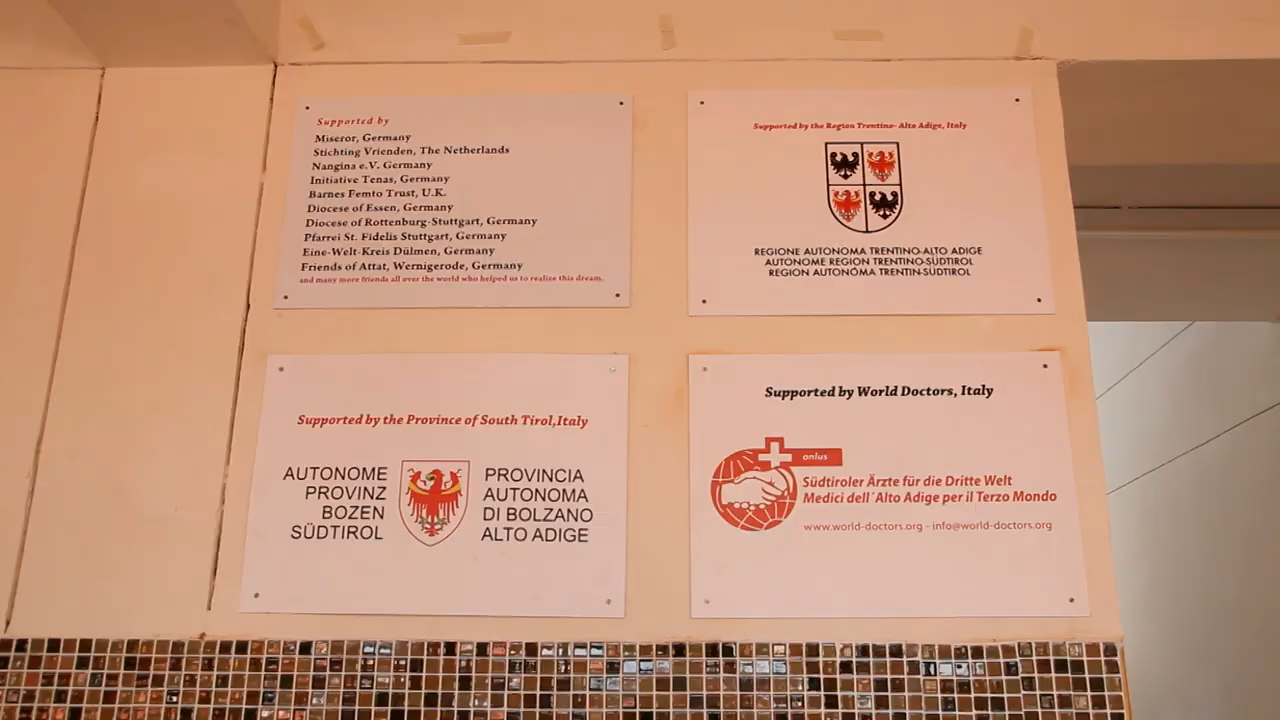 Supported by
Miseror, Germany
Stichting Vrienden, The Netherlands
Nangina e.V. Germany
Initiative Tenas, Germany
Barnes Femto Trust, U.K.
Diocese of Essen, Germany
Diocese of Rottenburg-Stuttgart, Germany
Pfarrei St. Fidelis Stuttgart, Germany
Eine-Welt-Kreis Dülmen, Germany
Friends of Attat, Wernigerode, Germany
and many more friends all over the world who helped us to realize this dream.
Supported by the Region Trentino- Alto Adige, Italy
REGIONE AUTONOMA TRENTINO-ALTO ADIGE
AUTONOME REGION TRENTINO-SÜDTIROL
REGION AUTONÓMA TRENTIN-SÜDTIROL
Supported by the Province of South Tirol,Italy
AUTONOME
PROVINZ
BOZEN
SÜDTIROL
PROVINCIA
AUTONOMA
DI BOLZANO
ALTO ADIGE
Supported by World Doctors, Italy
onlus
Südtiroler Ärzte für die Dritte Welt
Medici dell´Alto Adige per il Terzo Mondo
www.world-doctors.org - info@world-doctors.org